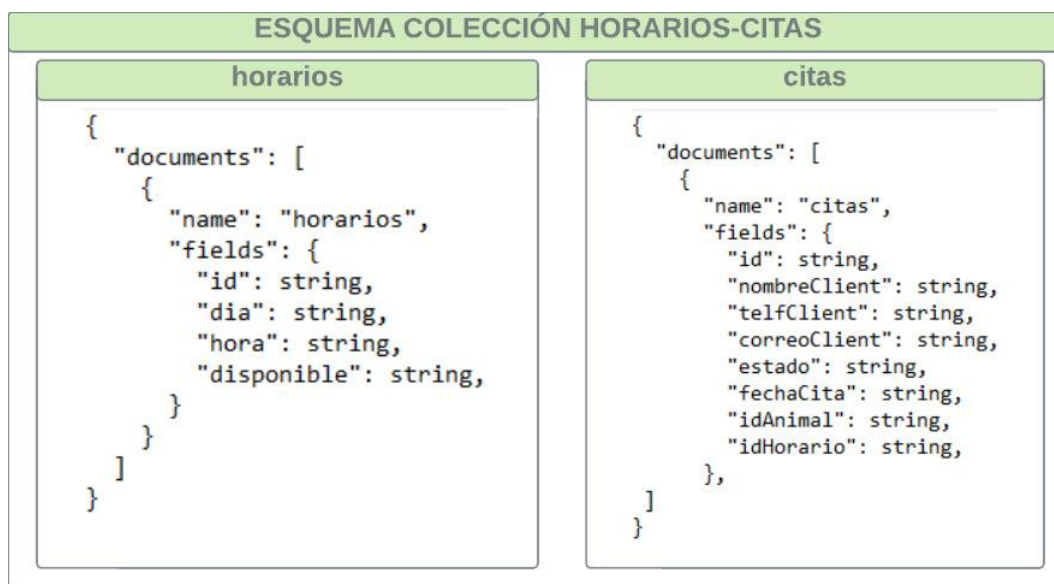 ESQUEMA COLECCIÓN HORARIOS-CITAS
horarios
{
"documents": [
{
"name": "horarios",
"fields": {
"id": string,
"dia": string,
"hora": string,
"disponible": string,
}
}
]
}
citas
{
"documents": [
{
"name": "citas",
"fields": {
"id": string,
"nombreClient": string,
"telfClient": string,
"correoClient": string,
"estado": string,
"fechaCita": string,
"idAnimal": string,
"idHorario": string,
},
]
}